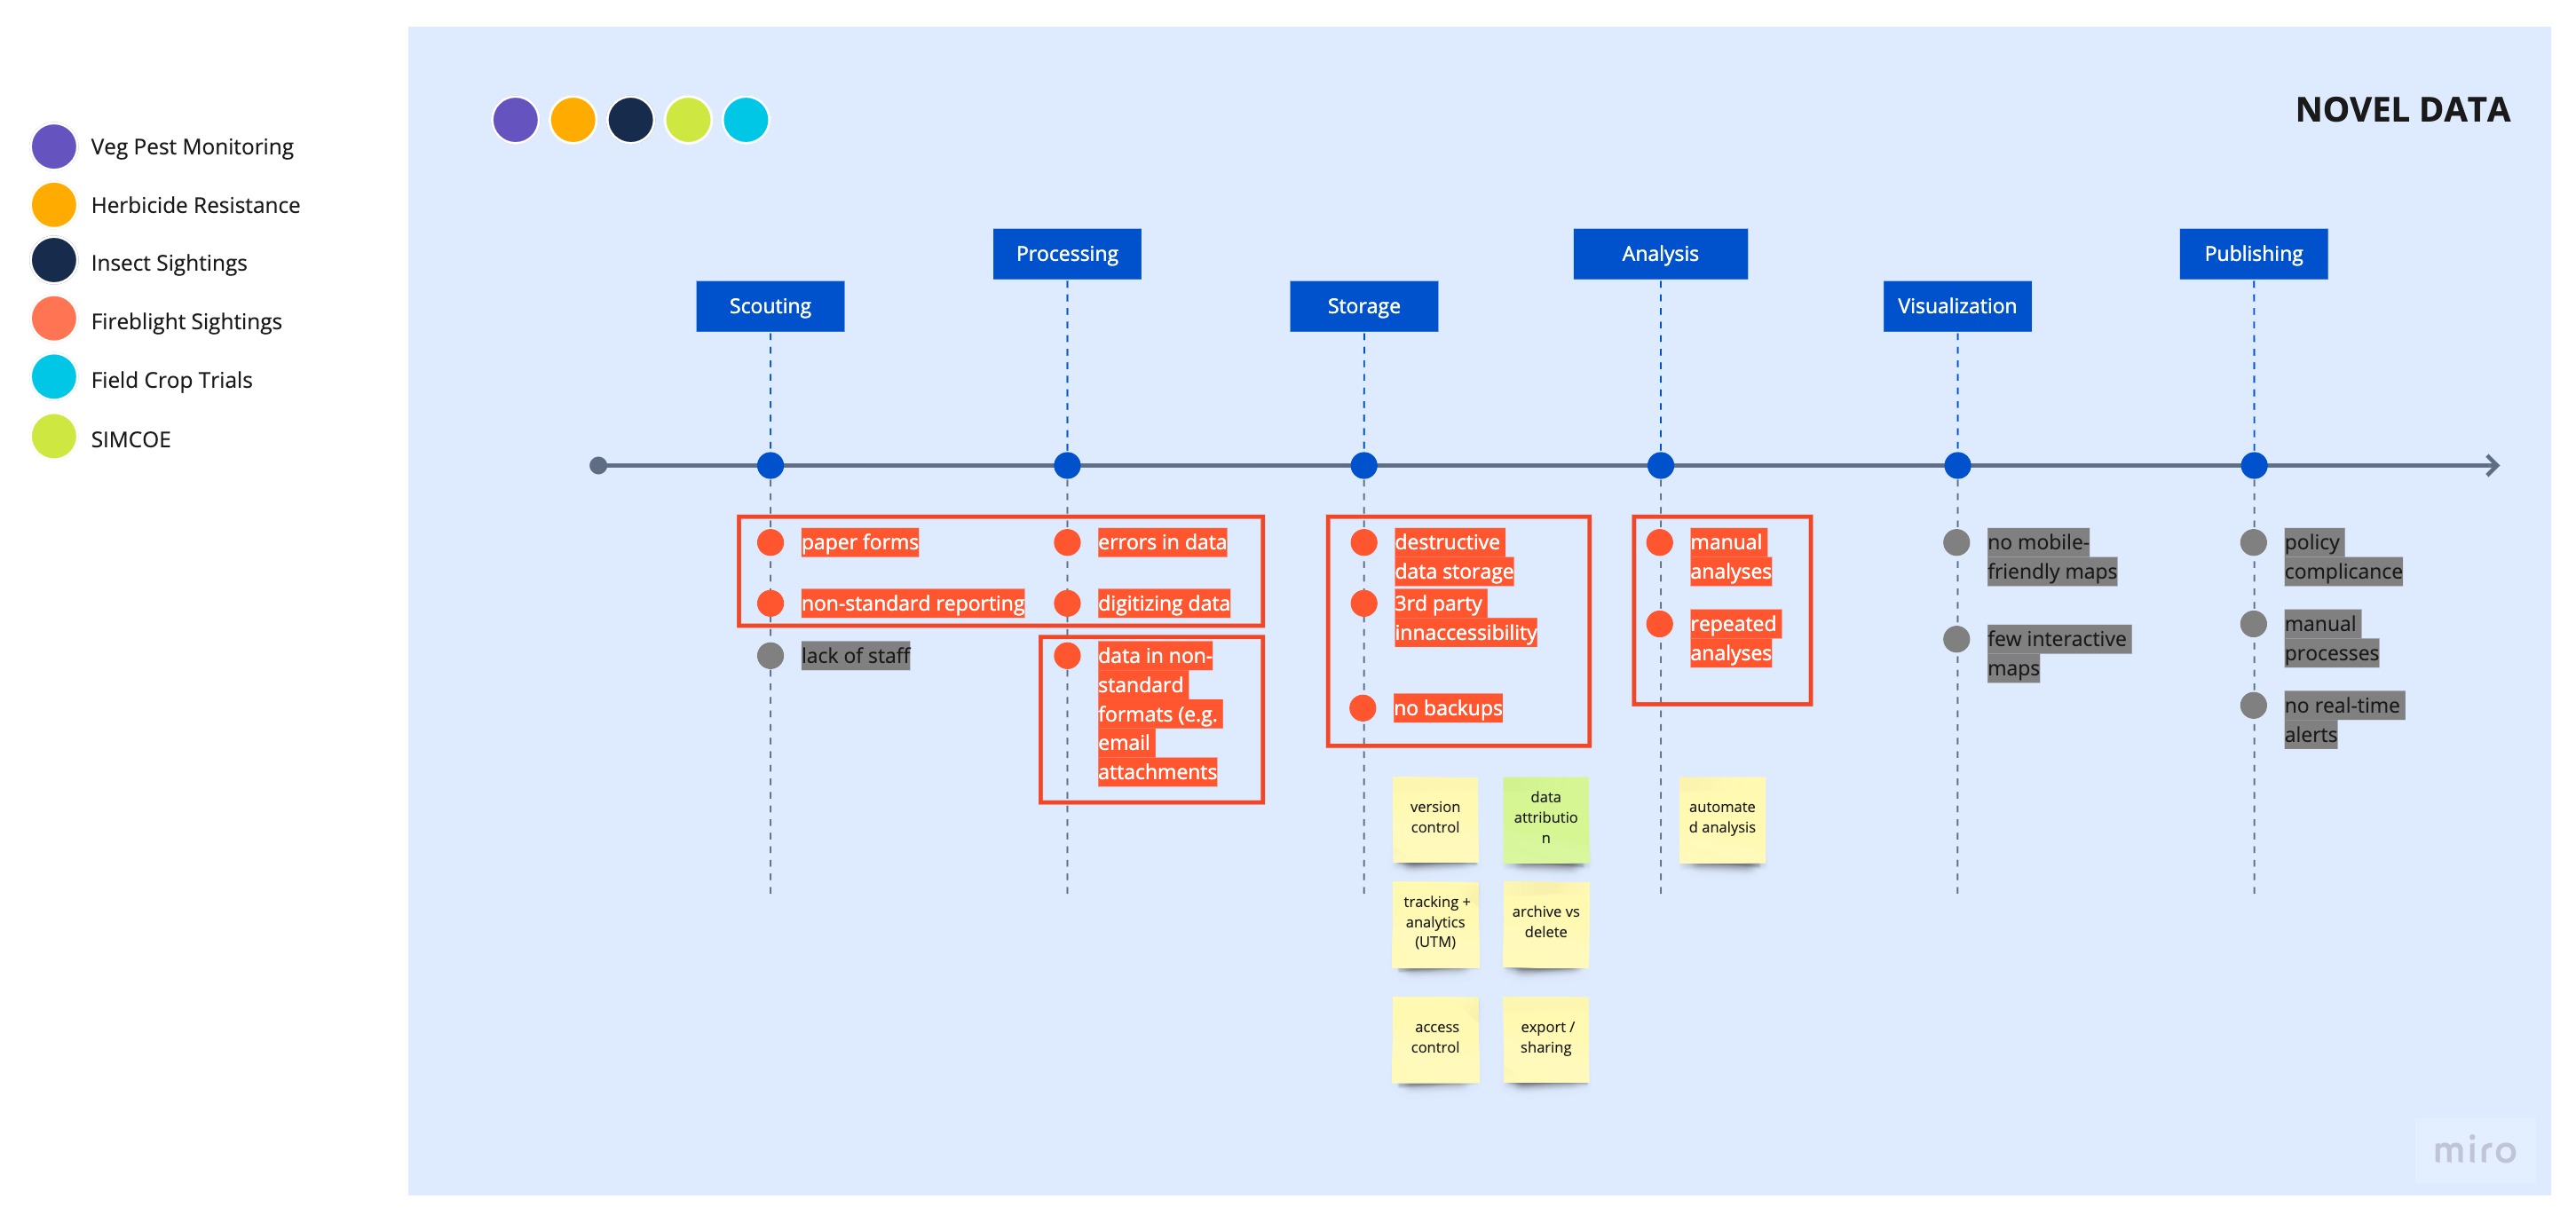 NOVEL DATA
Veg Pest Monitoring
Herbicide Resistance
Insect Sightings
Fireblight Sightings
Field Crop Trials
SIMCOE
Scouting
Processing
Storage
Analysis
Visualization
Publishing
paper forms
non-standard reporting
lack of staff
errors in data
digitizing data
data in non-
standard
formats (e.g.
email
attachments
destructive
data storage
3rd party
innaccessibility
no backups
manual
analyses
repeated
analyses
no mobile-
friendly maps
few interactive
maps
policy
complicance
manual
processes
no real-time
alerts
version
control
data
attributio
n
automate
d analysis
tracking +
analytics
(UTM)
archive vs
delete
access
control
export /
sharing
miro